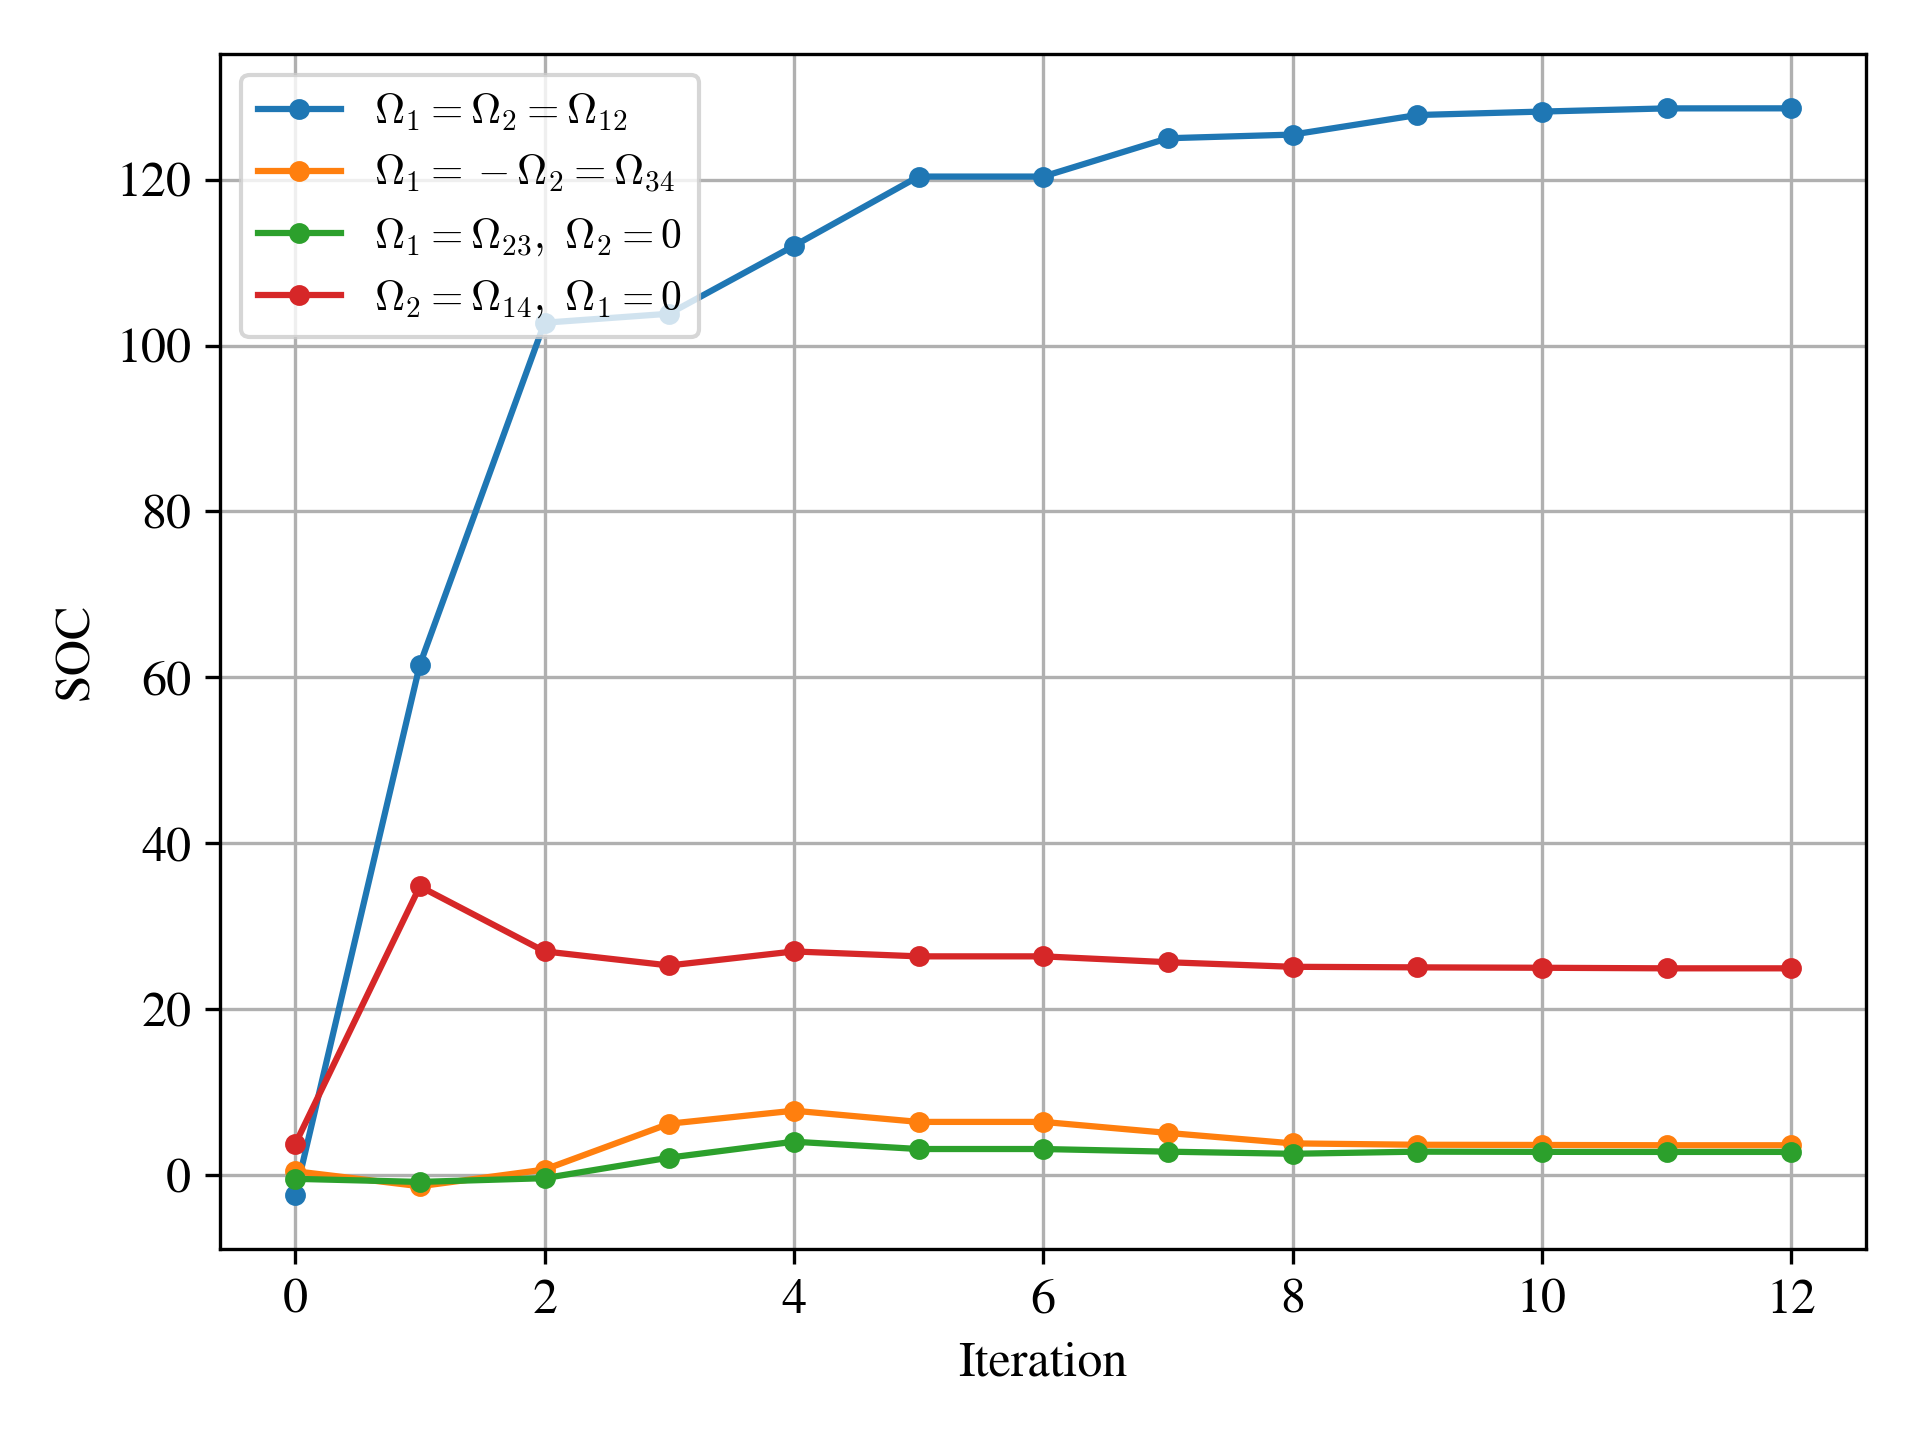 Ω₁ = Ω₂ = Ω₁₂
Ω₁ = −Ω₂ = Ω₃₄
Ω₁ = Ω₂₃, Ω₂ = 0
Ω₂ = Ω₁₄, Ω₁ = 0
120
100
80
60
40
20
0
SOC
0 2 4 6 8 10 12
Iteration